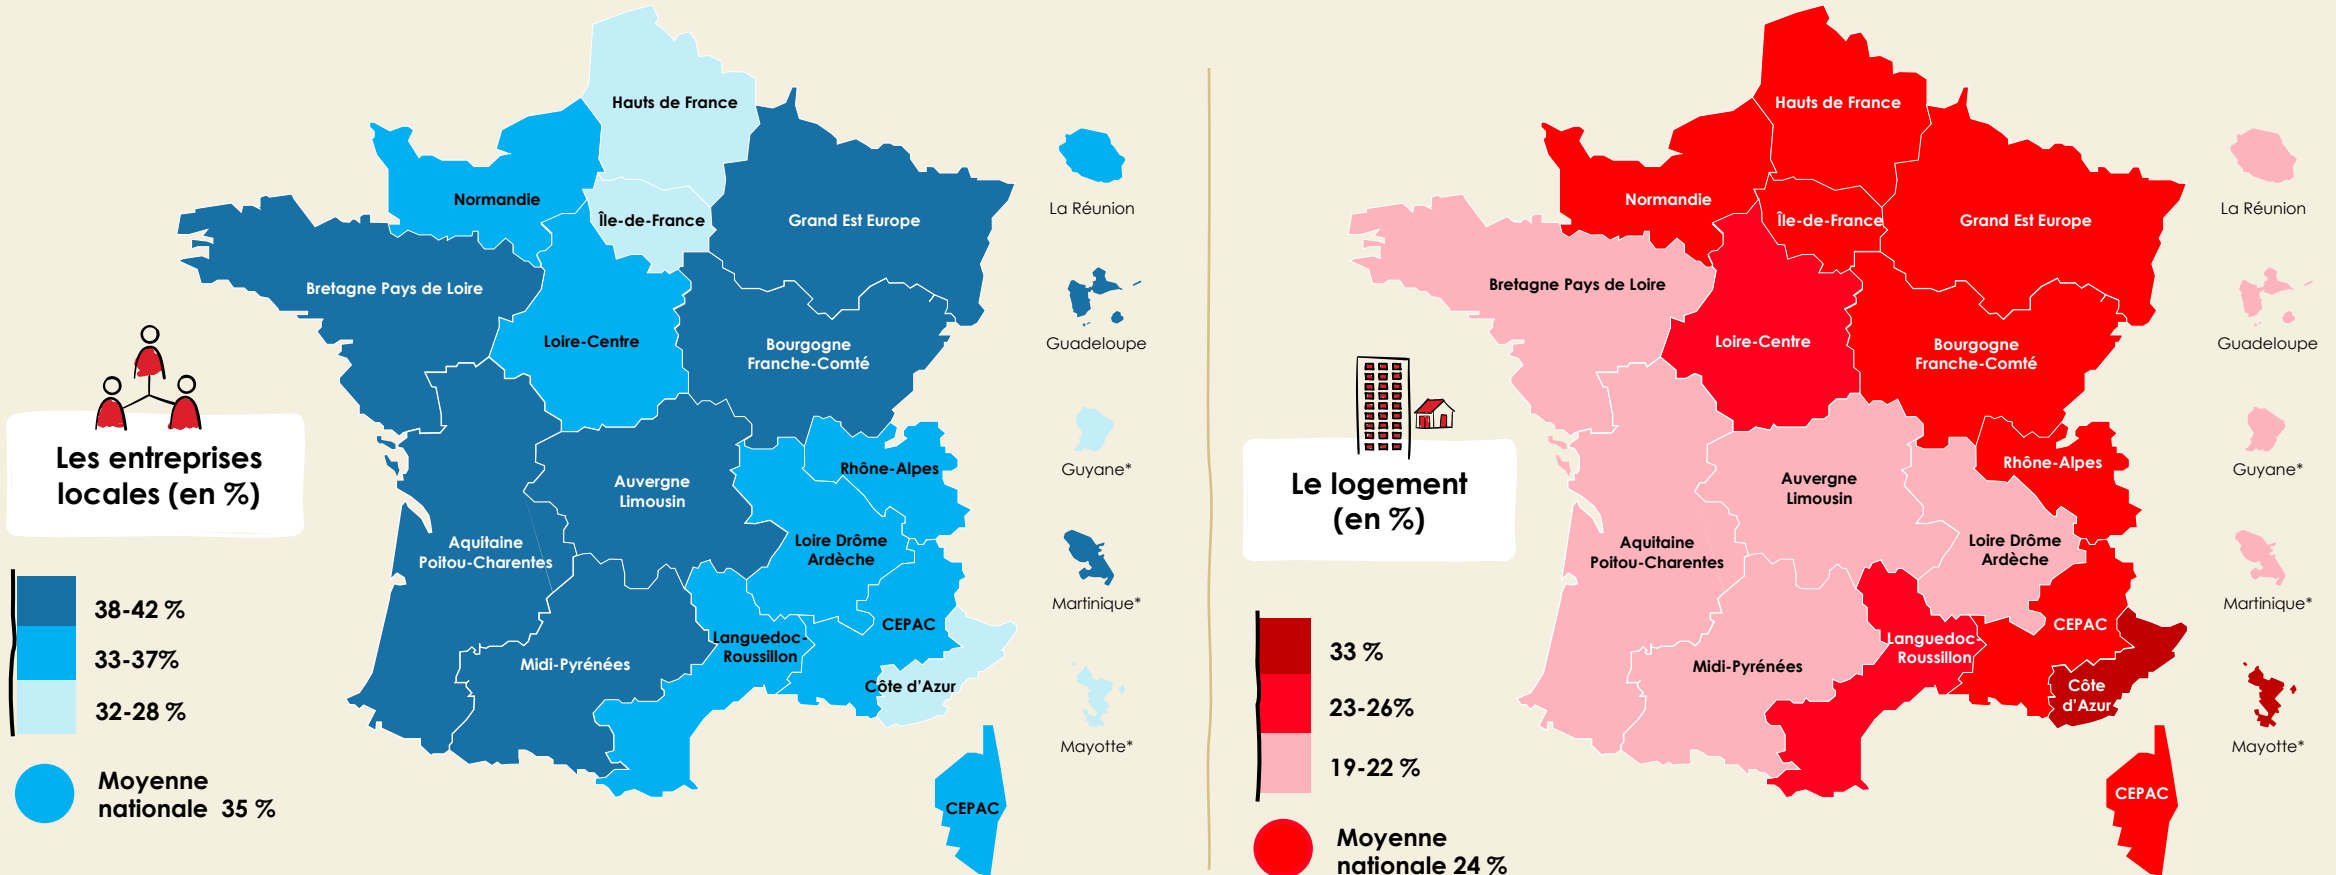 Hauts de France
Normandie
Île-de-France
Grand Est Europe
Bretagne Pays de Loire
Loire-Centre
Bourgogne
Franche-Comté
Rhône-Alpes
Auvergne
Limousin
Loire Drôme
Ardèche
Aquitaine
Poitou-Charentes
CEPAC
Languedoc-
Roussillon
Midi-Pyrénées
Côte d'Azur
CEPAC
La Réunion
Guadeloupe
Guyane*
Martinique*
Mayotte*
Les entreprises
locales (en %)
38-42 %
33-37%
32-28 %
Moyenne
nationale 35 %
Hauts de France
Normandie
Île-de-France
Grand Est Europe
Bretagne Pays de Loire
Loire-Centre
Bourgogne
Franche-Comté
Rhône-Alpes
Auvergne
Limousin
Loire Drôme
Ardèche
Aquitaine
Poitou-Charentes
CEPAC
Languedoc-
Roussillon
Midi-Pyrénées
Côte
d'Azur
CEPAC
La Réunion
Guadeloupe
Guyane*
Martinique*
Mayotte*
Le logement
(en %)
33 %
23-26%
19-22 %
Moyenne
nationale 24 %